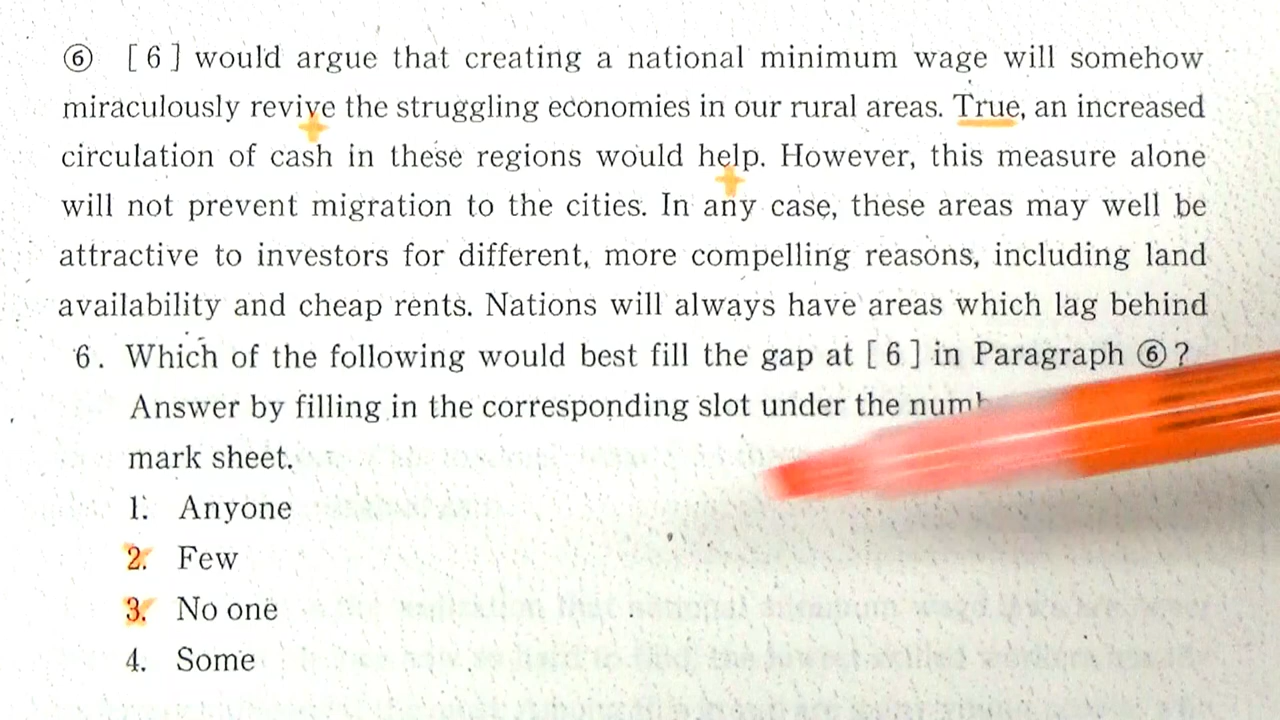 ⑥ [6] would argue that creating a national minimum wage will somehow
miraculously revive the struggling economies in our rural areas. True, an increased
circulation of cash in these regions would help. However, this measure alone
will not prevent migration to the cities. In any case, these areas may well be
attractive to investors for different, more compelling reasons, including land
availability and cheap rents. Nations will always have areas which lag behind
6. Which of the following would best fill the gap at [6] in Paragraph ⑥?
Answer by filling in the corresponding slot under the
mark sheet.
1. Anyone
2. Few
3. No one
4. Some